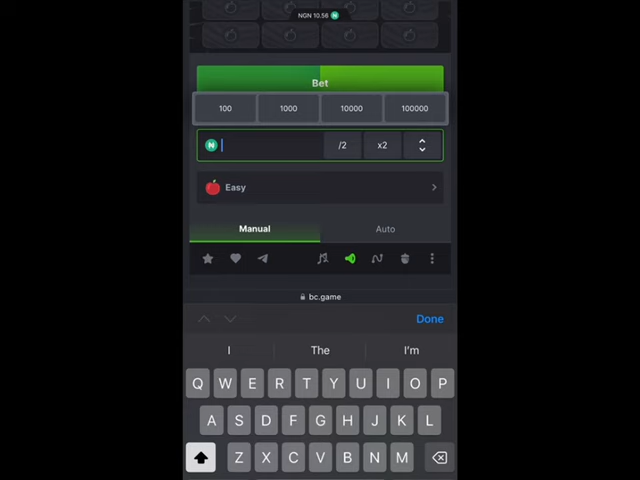 NGN 10.56
Bet
100 1000 10000 100000
/2 x2
Easy
Manual Auto
bc.game
Done
I The I'm
Q W E R T Y U I O P
A S D F G H J K L
Z X C V B N M